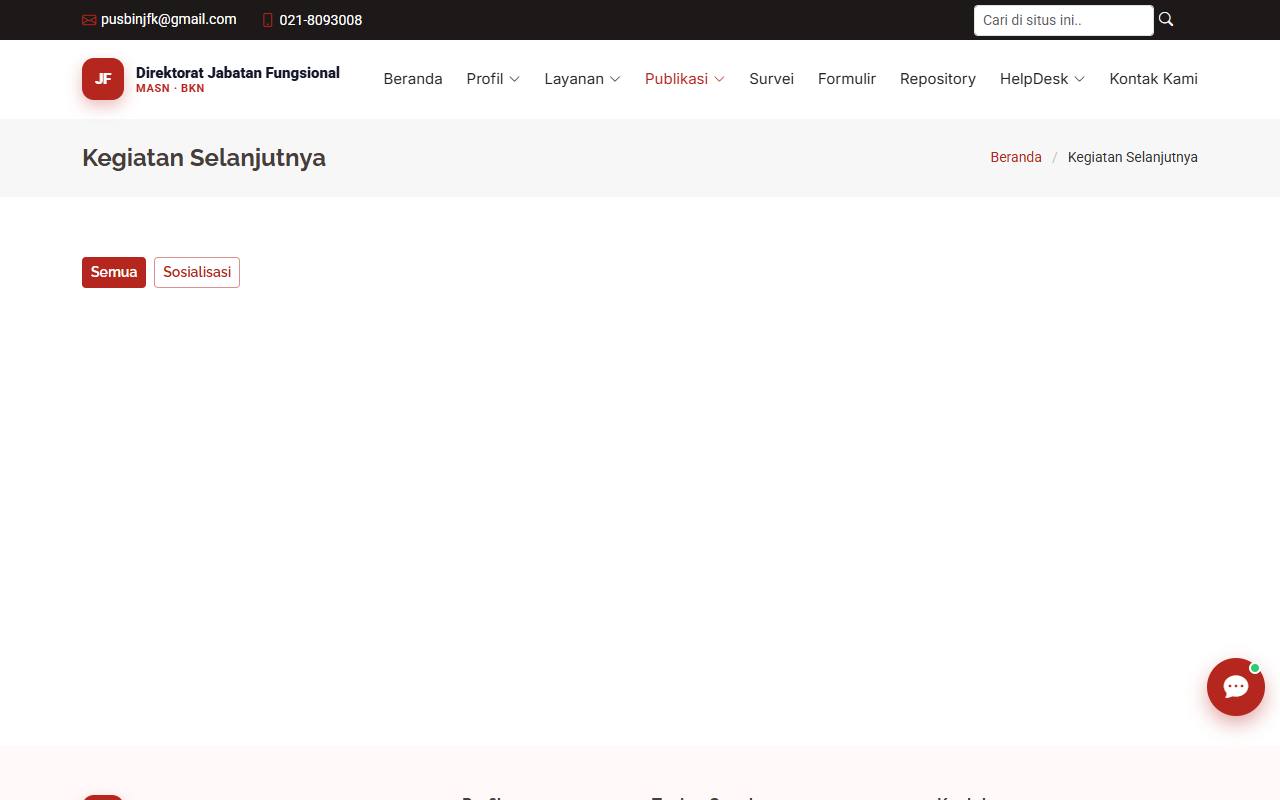 pusbinjfk@gmail.com 021-8093008 Cari di situs ini..
JF Direktorat Jabatan Fungsional
MASN · BKN
Beranda Profil Layanan Publikasi Survei Formulir Repository HelpDesk Kontak Kami
Kegiatan Selanjutnya
Beranda / Kegiatan Selanjutnya
Semua Sosialisasi